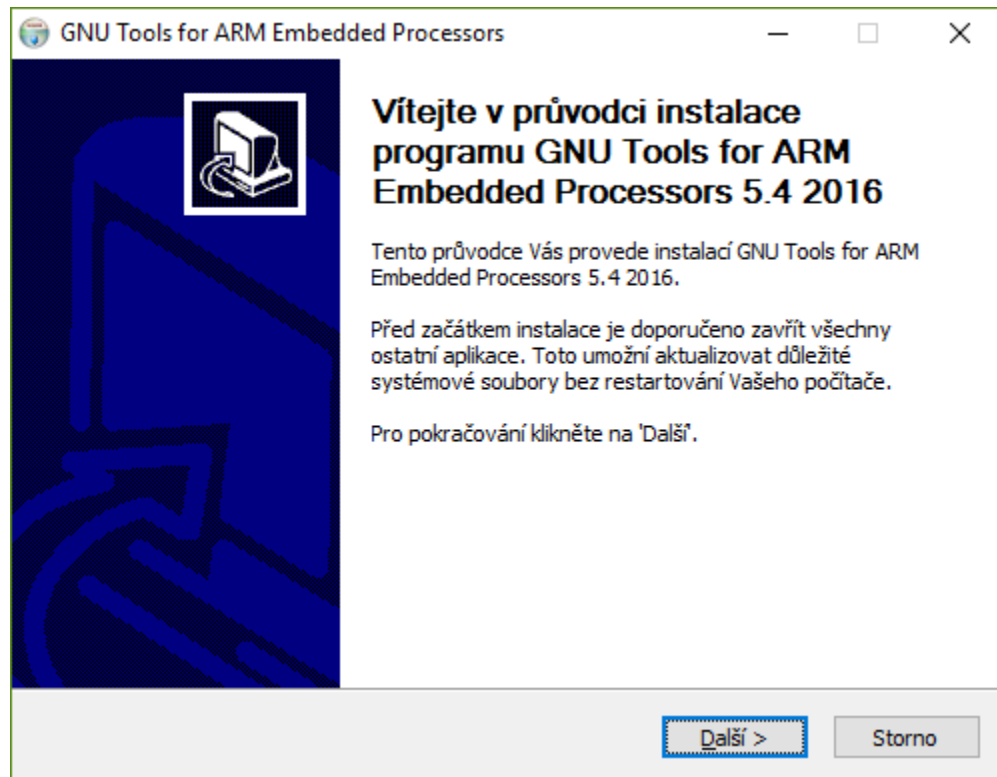 GNU Tools for ARM Embedded Processors
Vítejte v průvodci instalace
programu GNU Tools for ARM
Embedded Processors 5.4 2016
Tento průvodce Vás provede instalací GNU Tools for ARM
Embedded Processors 5.4 2016.
Před začátkem instalace je doporučeno zavřít všechny
ostatní aplikace. Toto umožní aktualizovat důležité
systémové soubory bez restartování Vašeho počítače.
Pro pokračování klikněte na 'Další'.
Další >
Storno